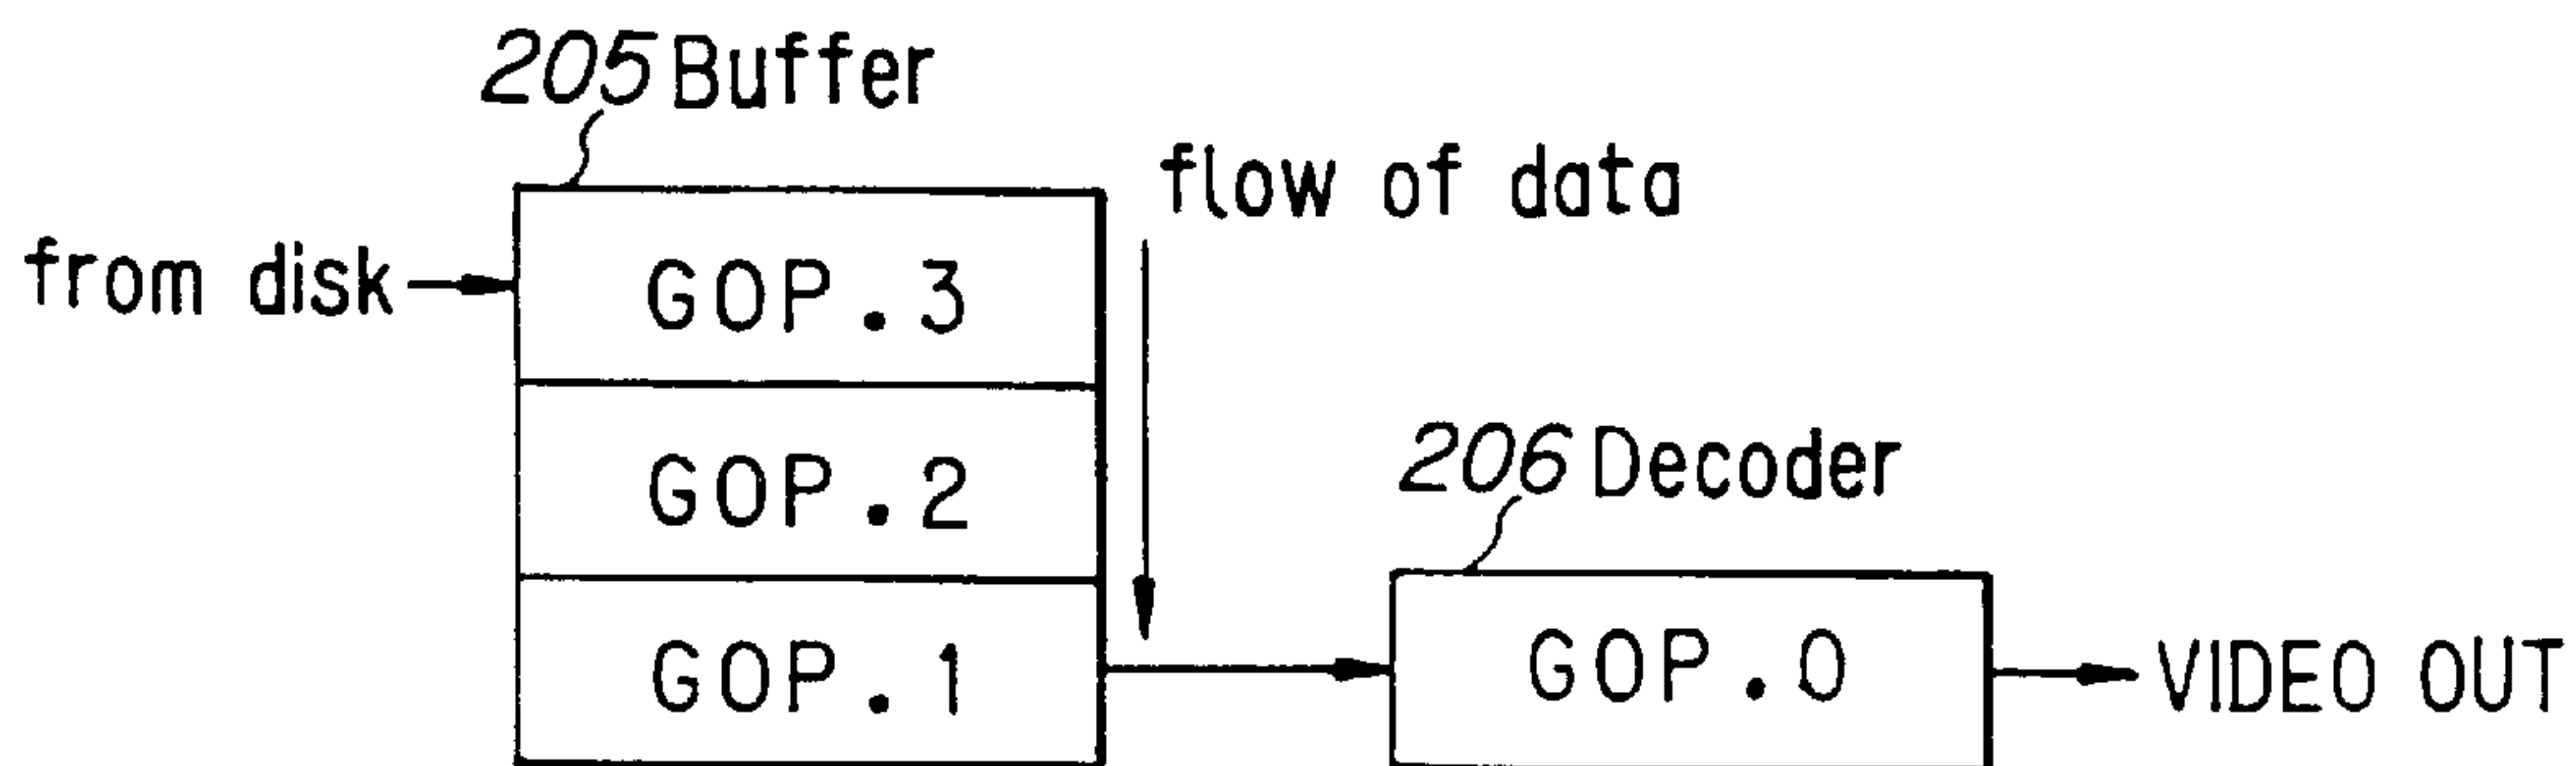 205 Buffer
flow of data
from disk
GOP.3
GOP.2
206 Decoder
GOP.1
GOP.0
VIDEO OUT